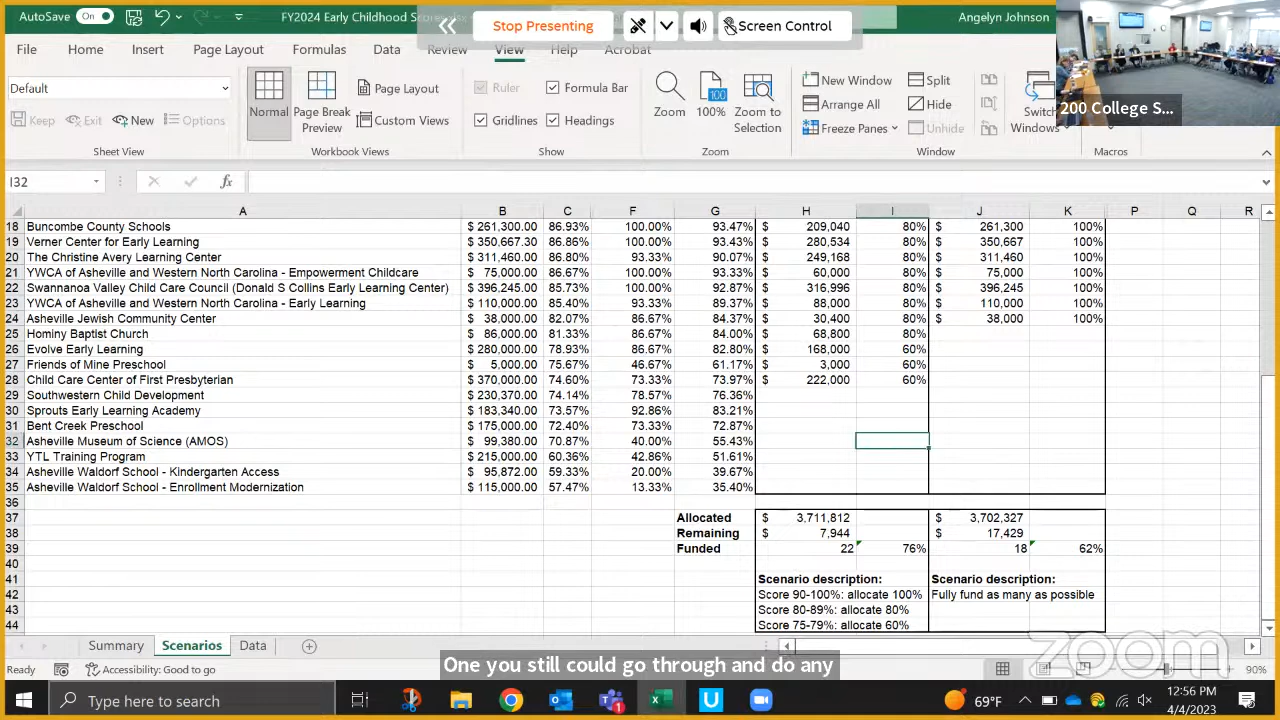 AutoSave On FY2024 Early Childhood Angelyn Johnson
Stop Presenting Screen Control
File Home Insert Page Layout Formulas Data Review View Help Acrobat
Default
Keep Exit New Options
Sheet View
Normal
Page Break Preview
Page Layout
Custom Views
Workbook Views
Ruler Formula Bar
Gridlines Headings
Show
Zoom
100
100%
Zoom to Selection
Zoom
New Window
Arrange All
Freeze Panes
Split
Hide
Unhide
Switch Windows
Window
Macros
200 College S...
I32 fx
A B C F G H I J K P Q R
18 Buncombe County Schools $ 261,300.00 86.93% 100.00% 93.47% $ 209,040 80% $ 261,300 100%
19 Verner Center for Early Learning $ 350,667.30 86.86% 100.00% 93.43% $ 280,534 80% $ 350,667 100%
20 The Christine Avery Learning Center $ 311,460.00 86.80% 93.33% 90.07% $ 249,168 80% $ 311,460 100%
21 YWCA of Asheville and Western North Carolina - Empowerment Childcare $ 75,000.00 86.67% 100.00% 93.33% $ 60,000 80% $ 75,000 100%
22 Swannanoa Valley Child Care Council (Donald S Collins Early Learning Center) $ 396,245.00 85.73% 100.00% 92.87% $ 316,996 80% $ 396,245 100%
23 YWCA of Asheville and Western North Carolina - Early Learning $ 110,000.00 85.40% 93.33% 89.37% $ 88,000 80% $ 110,000 100%
24 Asheville Jewish Community Center $ 38,000.00 82.07% 86.67% 84.37% $ 30,400 80% $ 38,000 100%
25 Hominy Baptist Church $ 86,000.00 81.33% 86.67% 84.00% $ 68,800 80%
26 Evolve Early Learning $ 280,000.00 78.93% 86.67% 82.80% $ 168,000 60%
27 Friends of Mine Preschool $ 5,000.00 75.67% 46.67% 61.17% $ 3,000 60%
28 Child Care Center of First Presbyterian $ 370,000.00 74.60% 73.33% 73.97% $ 222,000 60%
29 Southwestern Child Development $ 230,370.00 74.14% 78.57% 76.36%
30 Sprouts Early Learning Academy $ 183,340.00 73.57% 92.86% 83.21%
31 Bent Creek Preschool $ 175,000.00 72.40% 73.33% 72.87%
32 Asheville Museum of Science (AMOS) $ 99,380.00 70.87% 40.00% 55.43%
33 YTL Training Program $ 215,000.00 60.36% 42.86% 51.61%
34 Asheville Waldorf School - Kindergarten Access $ 95,872.00 59.33% 20.00% 39.67%
35 Asheville Waldorf School - Enrollment Modernization $ 115,000.00 57.47% 13.33% 35.40%
36
37 Allocated $ 3,711,812 $ 3,702,327
38 Remaining $ 7,944 $ 17,429
39 Funded 22 76% 18 62%
40
41 Scenario description: Scenario description:
42 Score 90-100%: allocate 100% Fully fund as many as possible
43 Score 80-89%: allocate 80%
44 Score 75-79%: allocate 60%
Summary Scenarios Data
Ready Accessibility: Good to go 90%
zoom
One you still could go through and do any
Type here to search 1 U 69°F 12:56 PM
4/4/2023